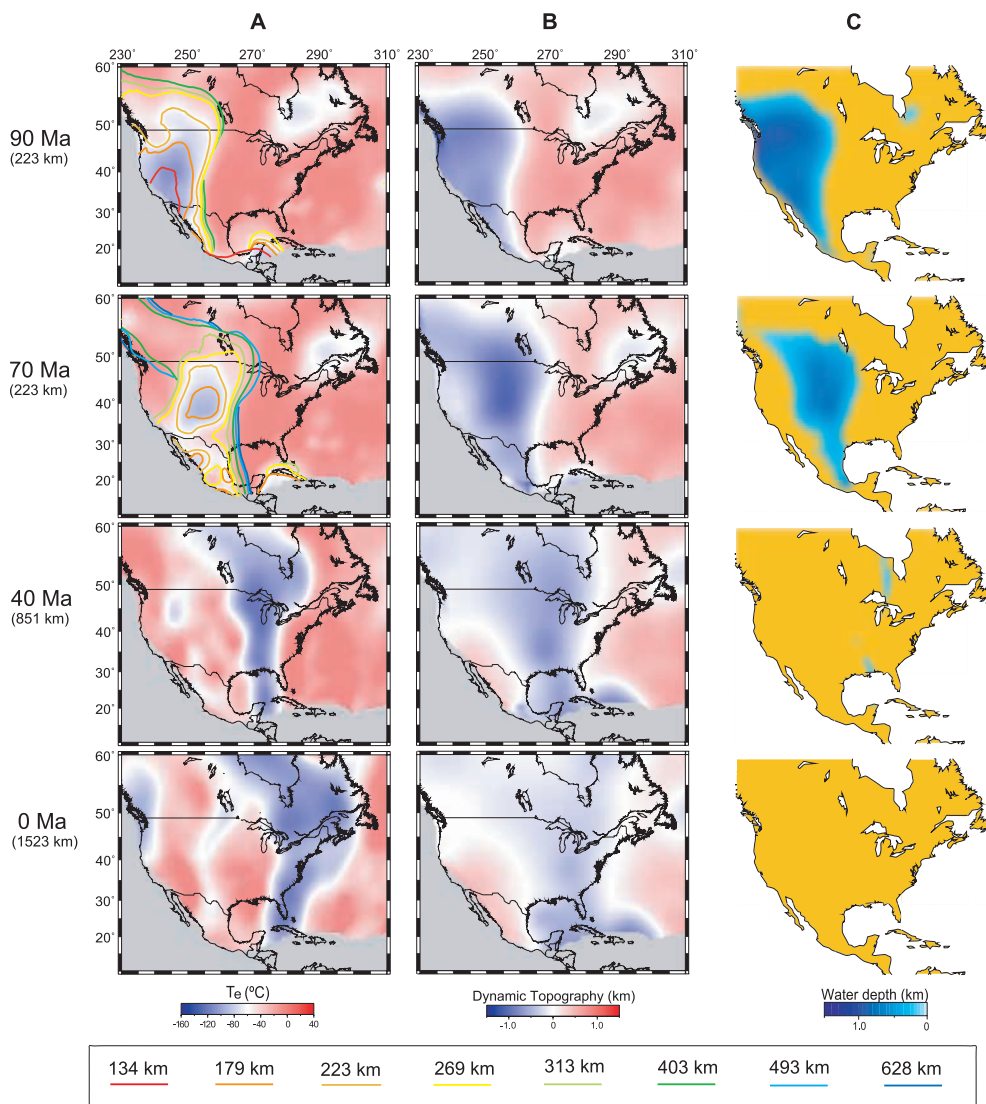 A B C
230° 250° 270° 290° 230° 250° 270° 290° 310°
60°
50°
40°
30°
20°
90 Ma
(223 km)
60°
50°
40°
30°
20°
70 Ma
(223 km)
60°
50°
40°
30°
20°
40 Ma
(851 km)
60°
50°
40°
30°
20°
0 Ma
(1523 km)
Te (ºC)
-160 -120 -80 -40 0 40
Dynamic Topography (km)
-1.0 0 1.0
Water depth (km)
1.0 0
134 km 179 km 223 km 269 km 313 km 403 km 493 km 628 km